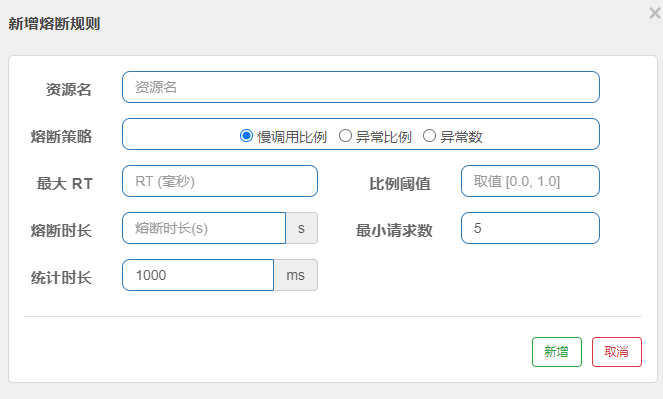 新增熔断规则
×
资源名 资源名
熔断策略 慢调用比例 异常比例 异常数
最大 RT RT (毫秒) 比例阈值 取值 [0.0, 1.0]
熔断时长 熔断时长(s) s 最小请求数 5
统计时长 1000 ms
新增 取消